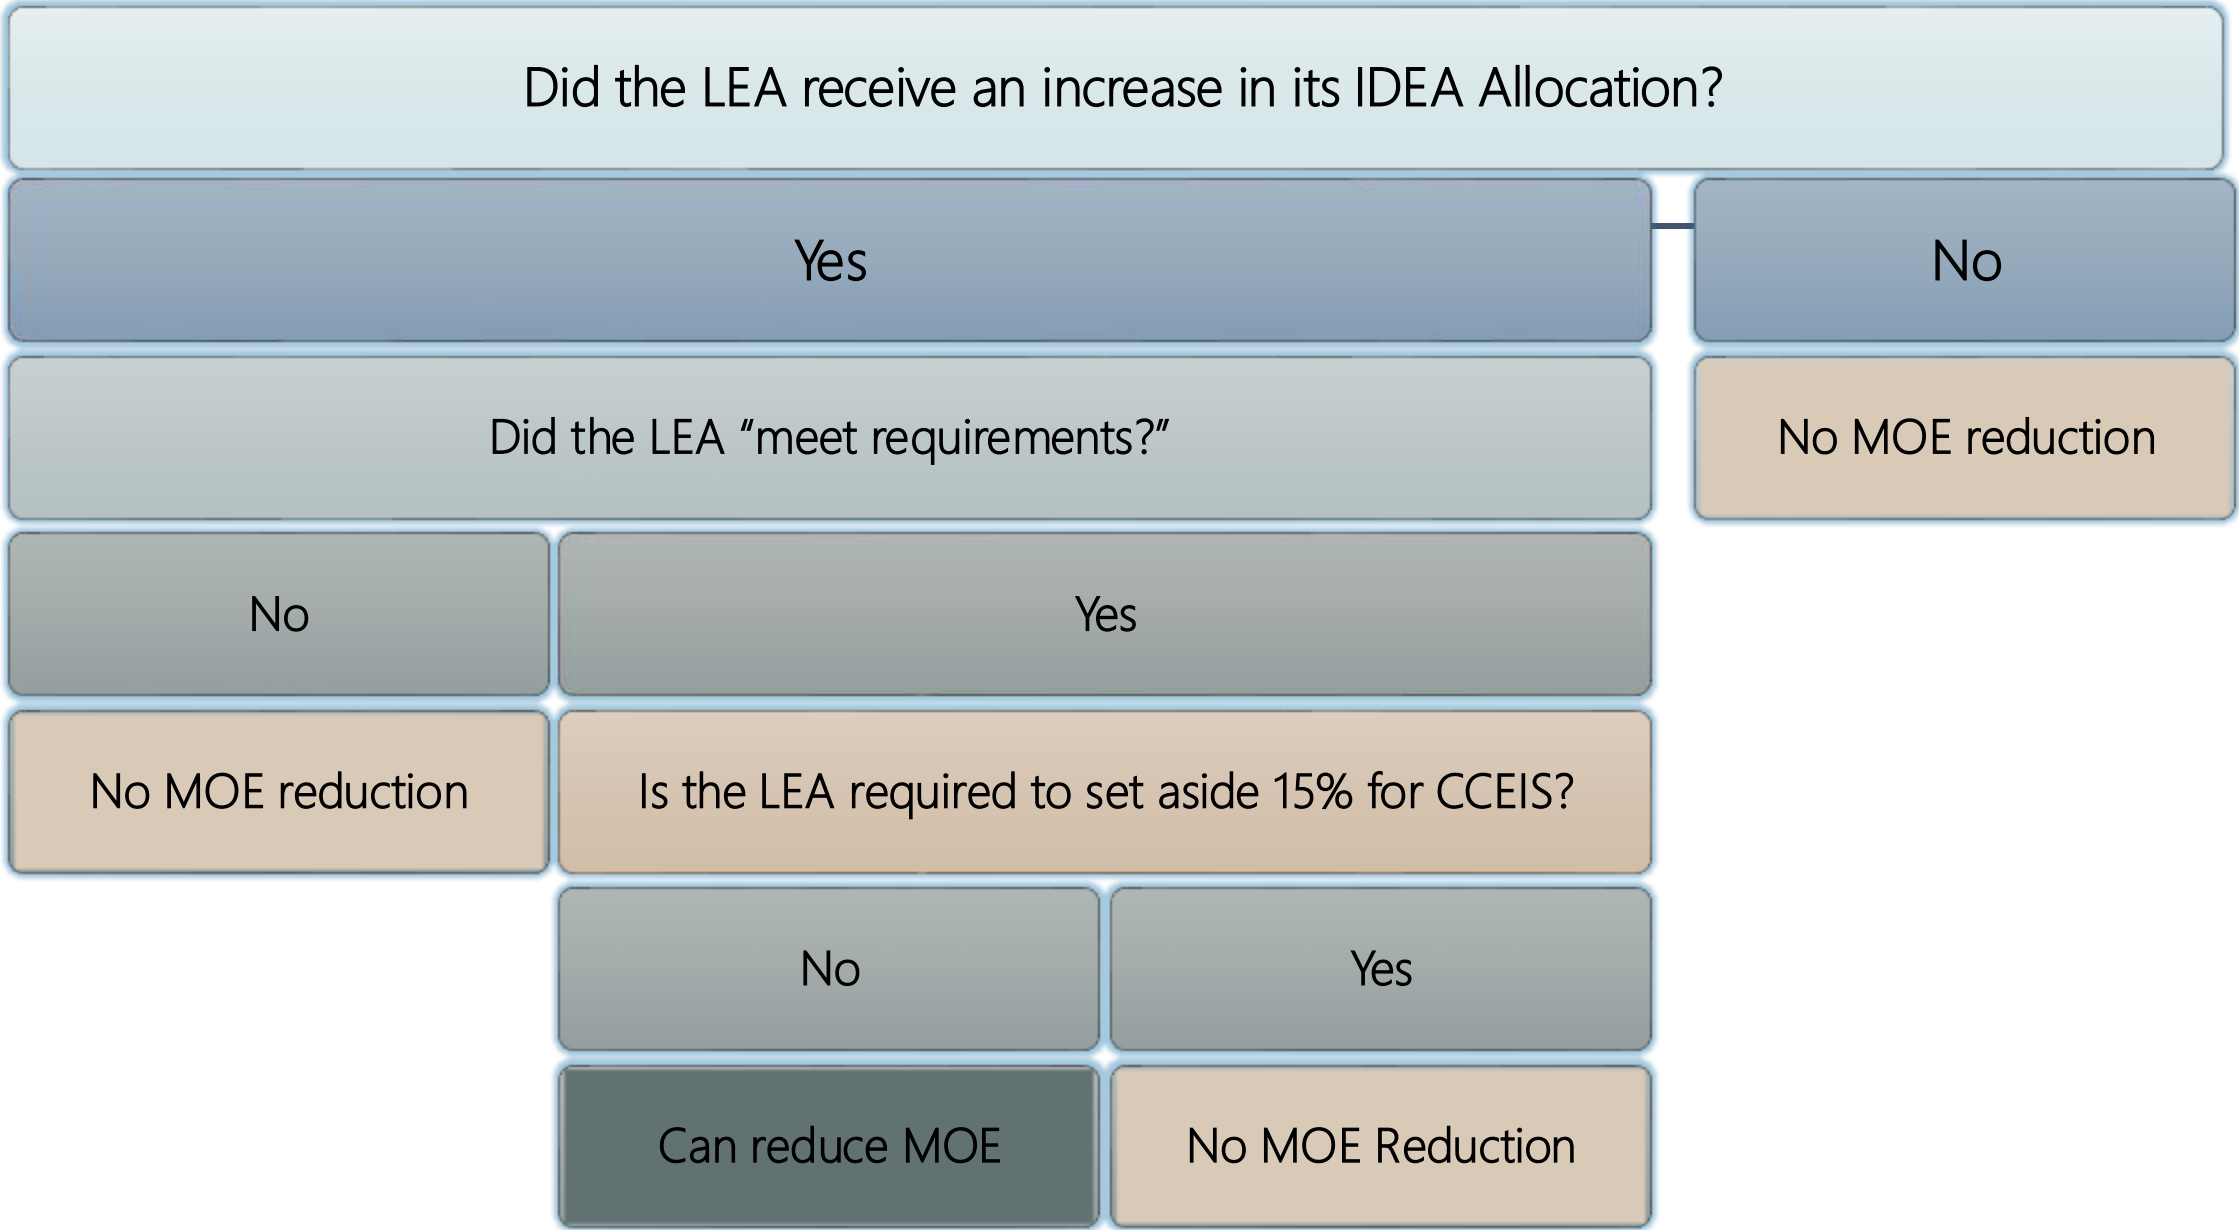 Did the LEA receive an increase in its IDEA Allocation?
Yes
No
Did the LEA “meet requirements?”
No MOE reduction
No
Yes
No MOE reduction
Is the LEA required to set aside 15% for CCEIS?
No
Yes
Can reduce MOE
No MOE Reduction